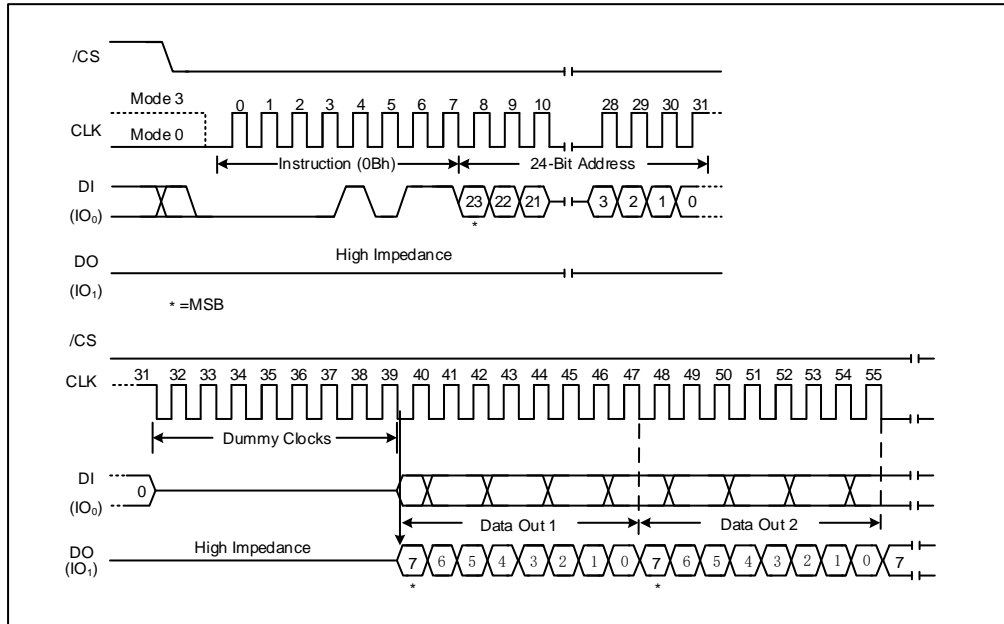 /CS
Mode 3
0 1 2 3 4 5 6 7 8 9 10 28 29 30 31
CLK
Mode 0
Instruction (0Bh) 24-Bit Address
DI
(IO₀)
23 22 21 3 2 1 0
*
DO
(IO₁)
High Impedance
* =MSB
/CS
31 32 33 34 35 36 37 38 39 40 41 42 43 44 45 46 47 48 49 50 51 52 53 54 55
CLK
Dummy Clocks
DI
(IO₀)
0
Data Out 1 Data Out 2
DO
(IO₁)
High Impedance
7 6 5 4 3 2 1 0 7 6 5 4 3 2 1 0 7
* *